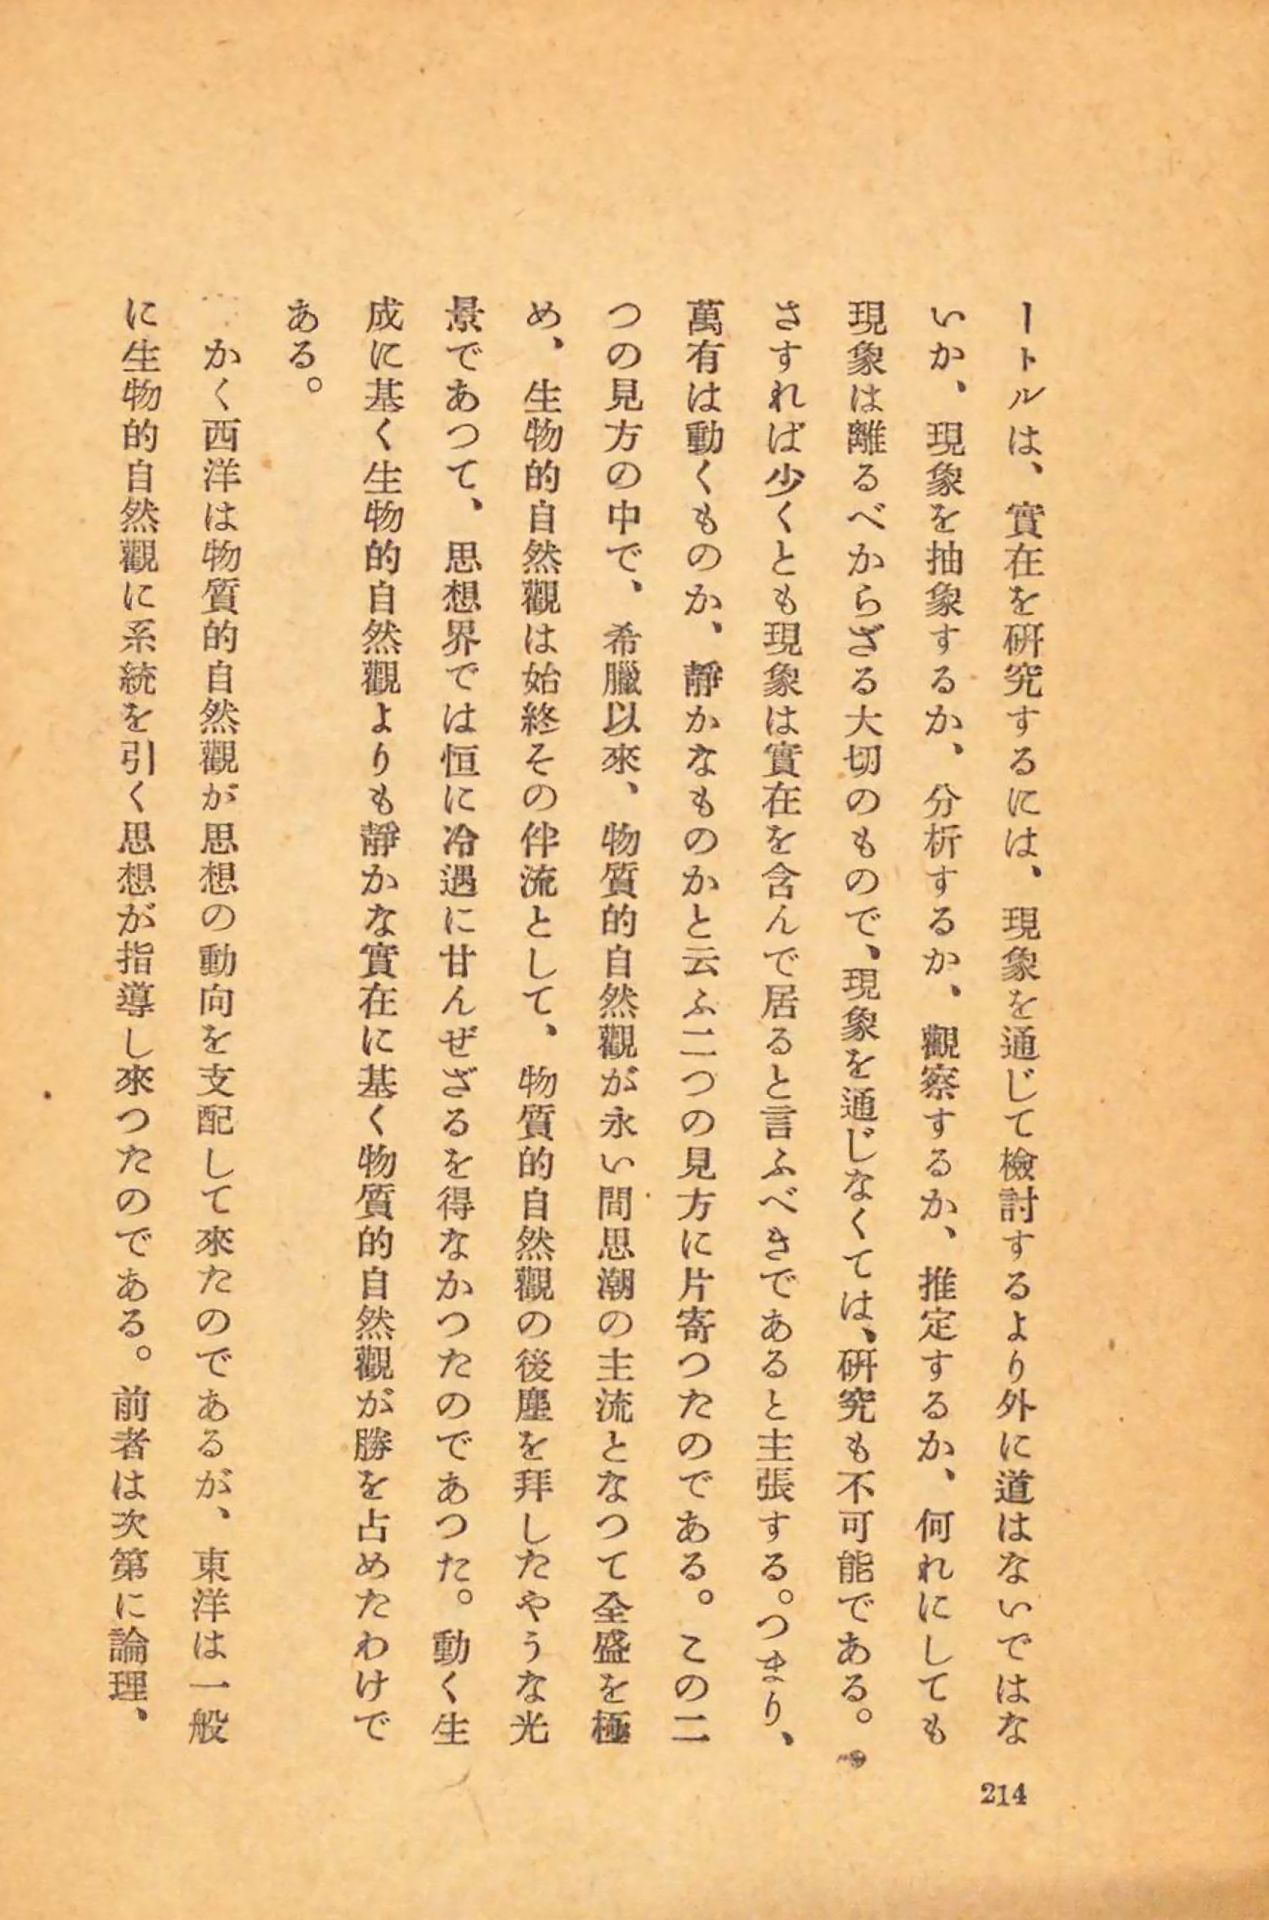 ートルは、實在を研究するには、現象を通じて檢討するより外に道はないではな
いか、現象を抽象するか、分析するか、觀察するか、推定するか、何れにしても
現象は離るべからざる大切のもので、現象を通じなくては、研究も不可能である。
さすれば少くとも現象は實在を含んで居ると言ふべきであると主張する。つまり、
萬有は動くものか、靜かなものかと云ふ二つの見方に片寄つたのである。この二
つの見方の中で、希臘以來、物質的自然觀が永い間思潮の主流となつて全盛を極
め、生物的自然觀は始終その伴流として、物質的自然觀の後塵を拜したやうな光
景であつて、思想界では恒に冷遇に甘んぜざるを得なかつたのであつた。動く生
成に基く生物的自然觀よりも靜かな實在に基く物質的自然觀が勝を占めたわけで
ある。
かく西洋は物質的自然觀が思想の動向を支配して來たのであるが、東洋は一般
に生物的自然觀に系統を引く思想が指導し來つたのである。前者は次第に論理、
214